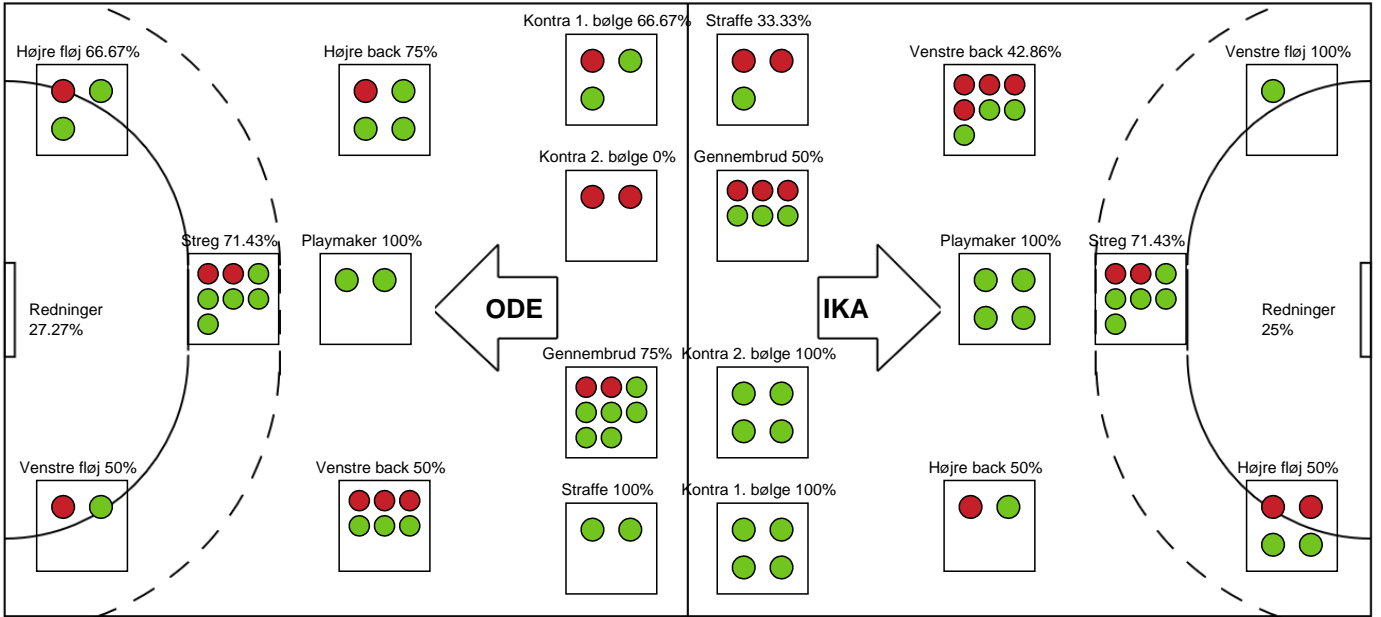 Kontra 1. bølge 66.67%
Straffe 33.33%
Højre fløj 66.67%
Højre back 75%
Venstre back 42.86%
Venstre fløj 100%
Kontra 2. bølge 0%
Gennembrud 50%
Streg 71.43%
Playmaker 100%
Playmaker 100%
Streg 71.43%
Redninger
27.27%
ODE
IKA
Redninger
25%
Gennembrud 75%
Kontra 2. bølge 100%
Venstre fløj 50%
Venstre back 50%
Straffe 100%
Kontra 1. bølge 100%
Højre back 50%
Højre fløj 50%